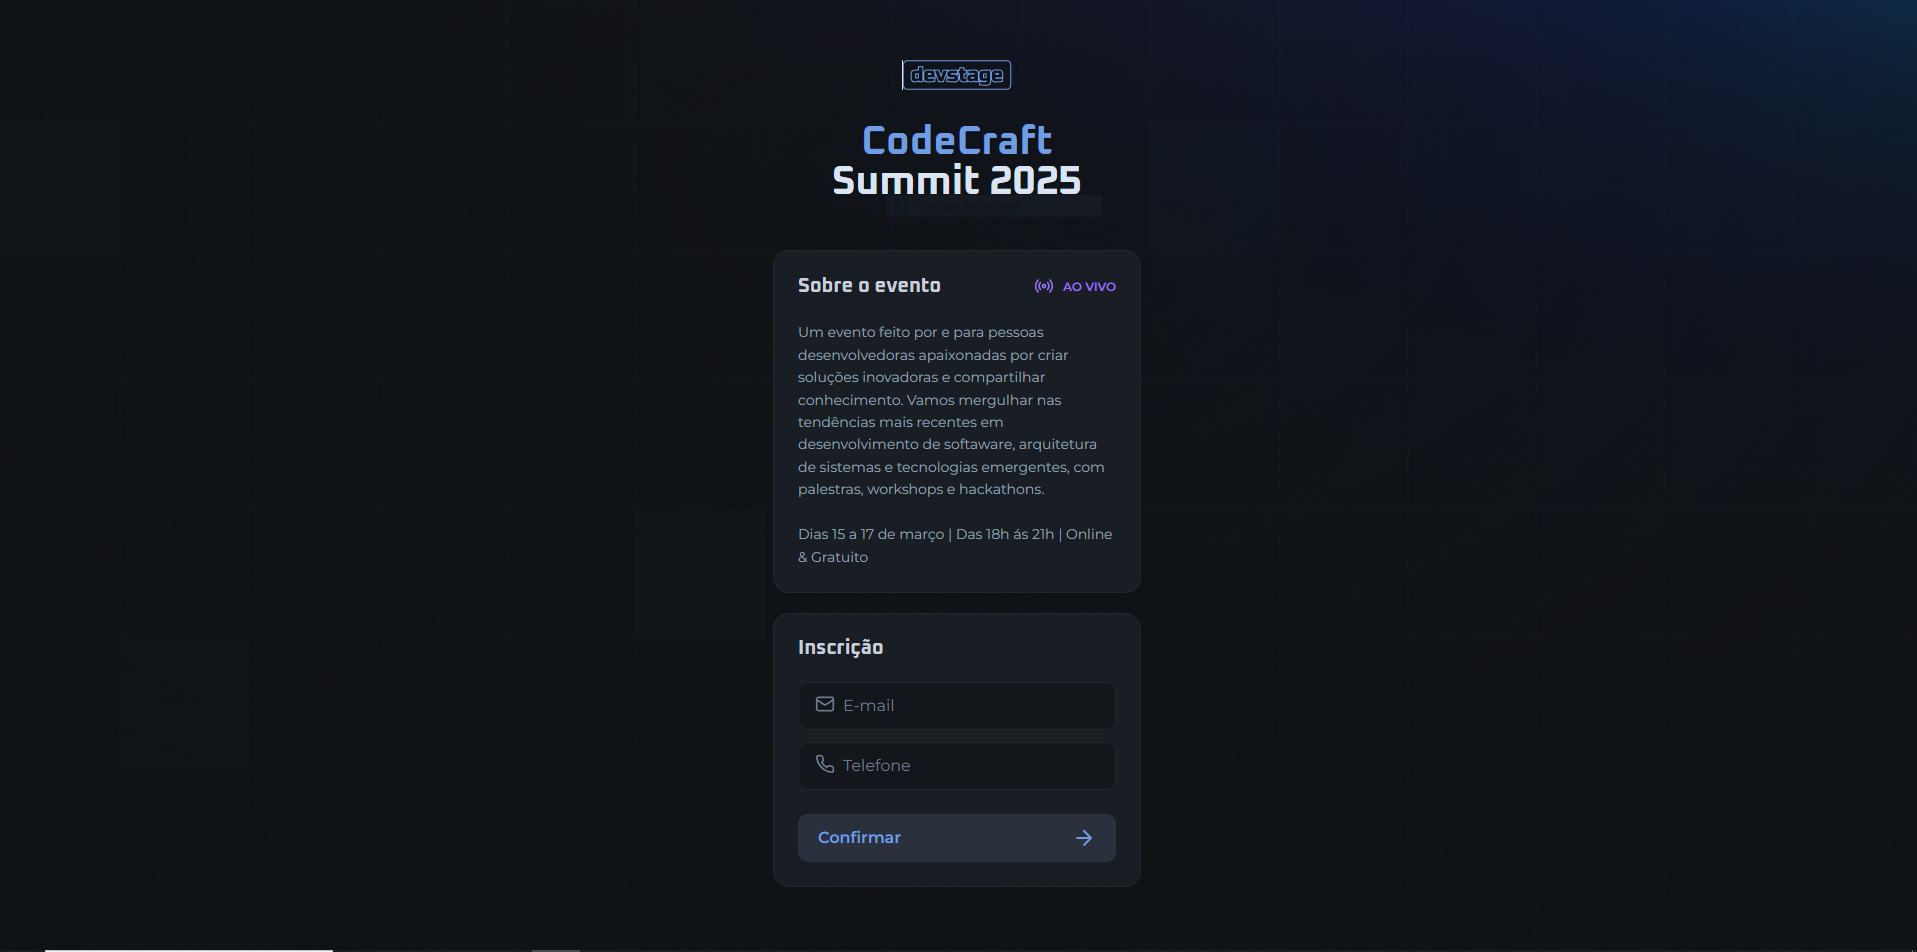 devstage
CodeCraft
Summit 2025
Captura Retangular
Sobre o evento
AO VIVO
Um evento feito por e para pessoas
desenvolvedoras apaixonadas por criar
soluções inovadoras e compartilhar
conhecimento. Vamos mergulhar nas
tendências mais recentes em
desenvolvimento de softaware, arquitetura
de sistemas e tecnologias emergentes, com
palestras, workshops e hackathons.
Dias 15 a 17 de março | Das 18h ás 21h | Online
& Gratuito
Inscrição
E-mail
Telefone
Confirmar